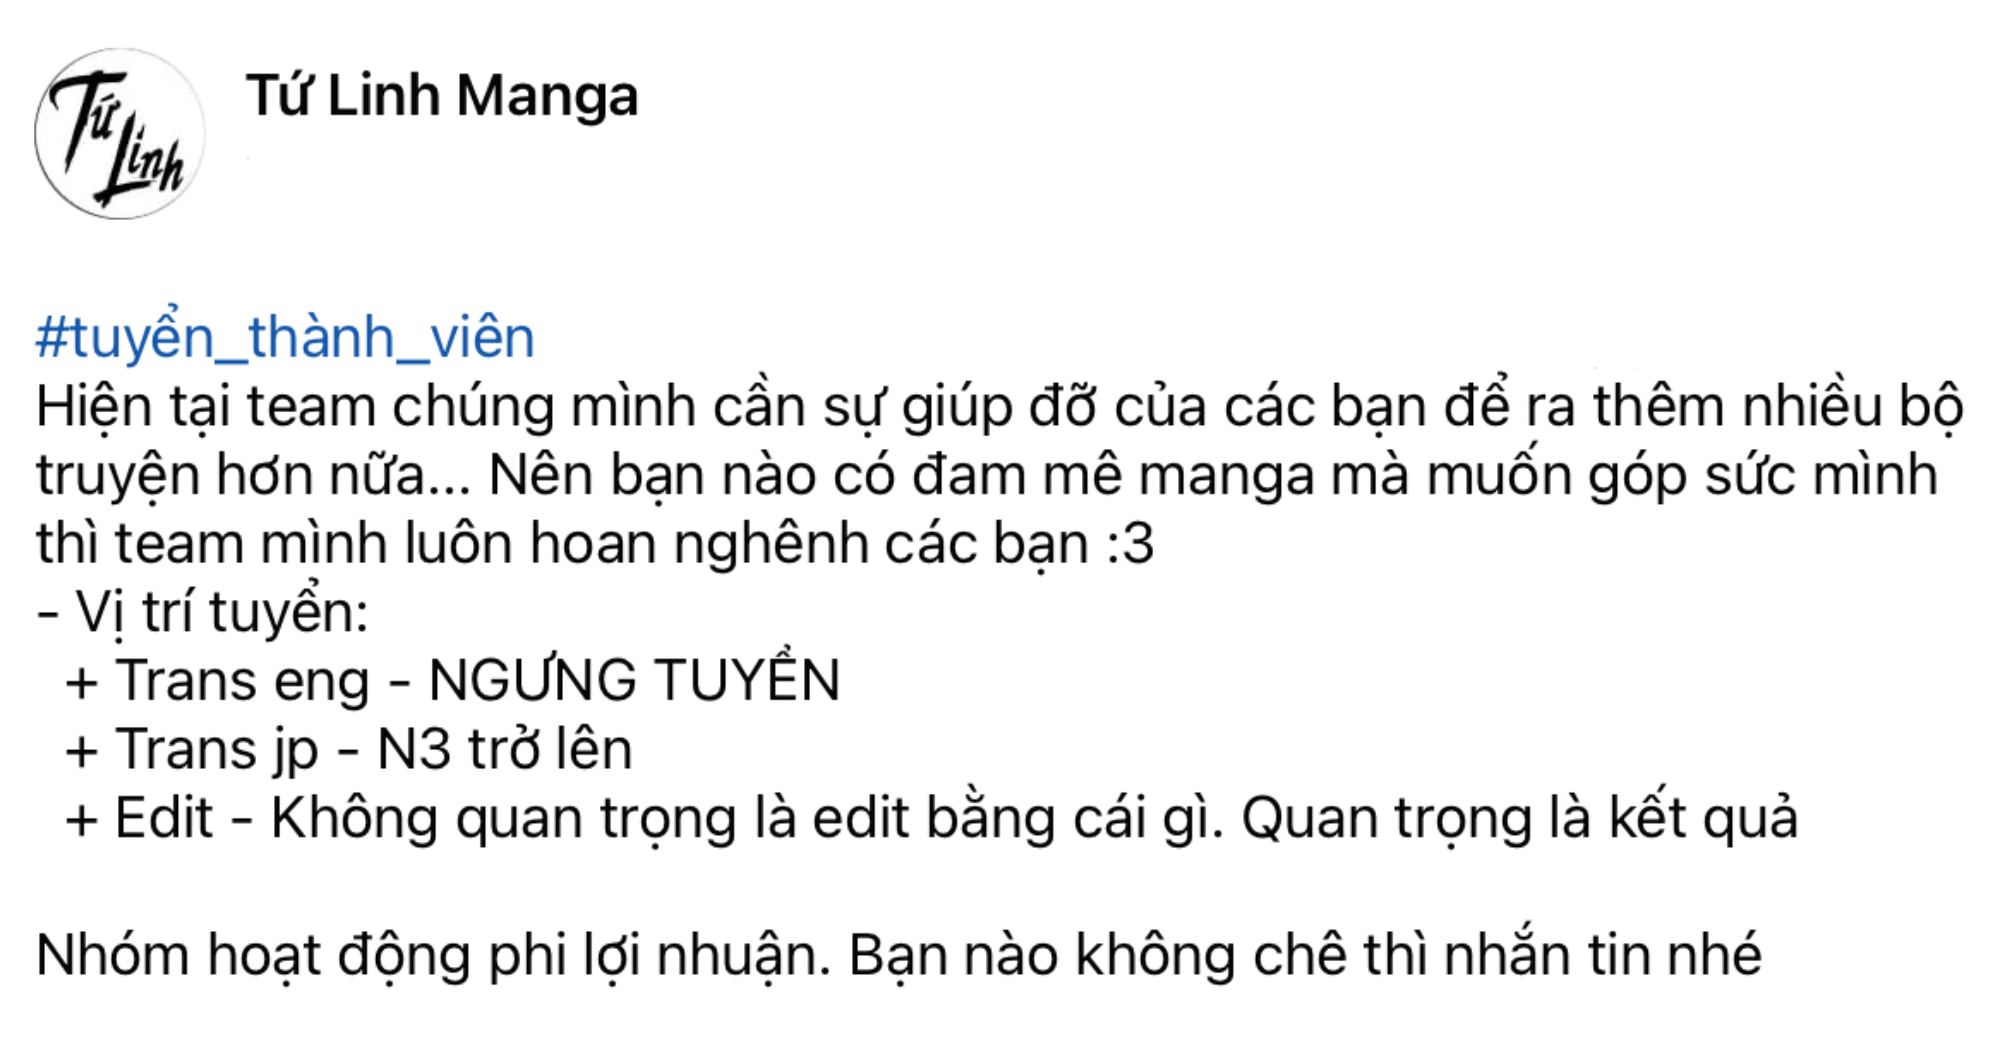 Tứ Linh
Tứ Linh Manga
#tuyển_thành_viên
Hiện tại team chúng mình cần sự giúp đỡ của các bạn để ra thêm nhiều bộ
truyện hơn nữa... Nên bạn nào có đam mê manga mà muốn góp sức mình
thì team mình luôn hoan nghênh các bạn :3
- Vị trí tuyển:
+ Trans eng - NGƯNG TUYỂN
+ Trans jp - N3 trở lên
+ Edit - Không quan trọng là edit bằng cái gì. Quan trọng là kết quả
Nhóm hoạt động phi lợi nhuận. Bạn nào không chê thì nhắn tin nhé